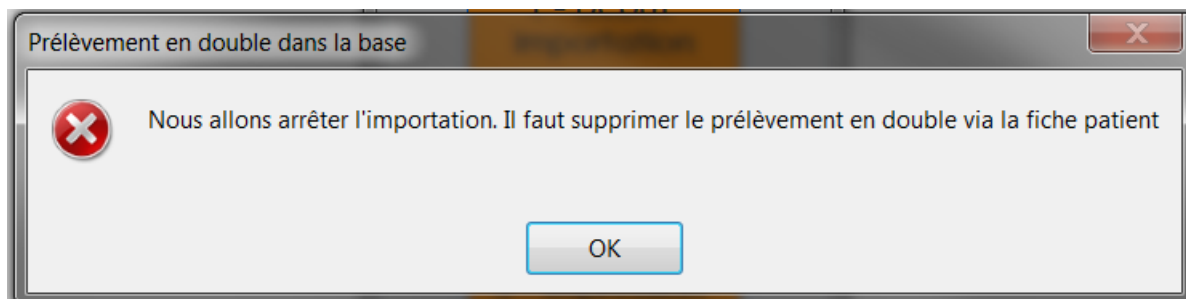 Prélèvement en double dans la base
importation
Nous allons arrêter l'importation. Il faut supprimer le prélèvement en double via la fiche patient
OK